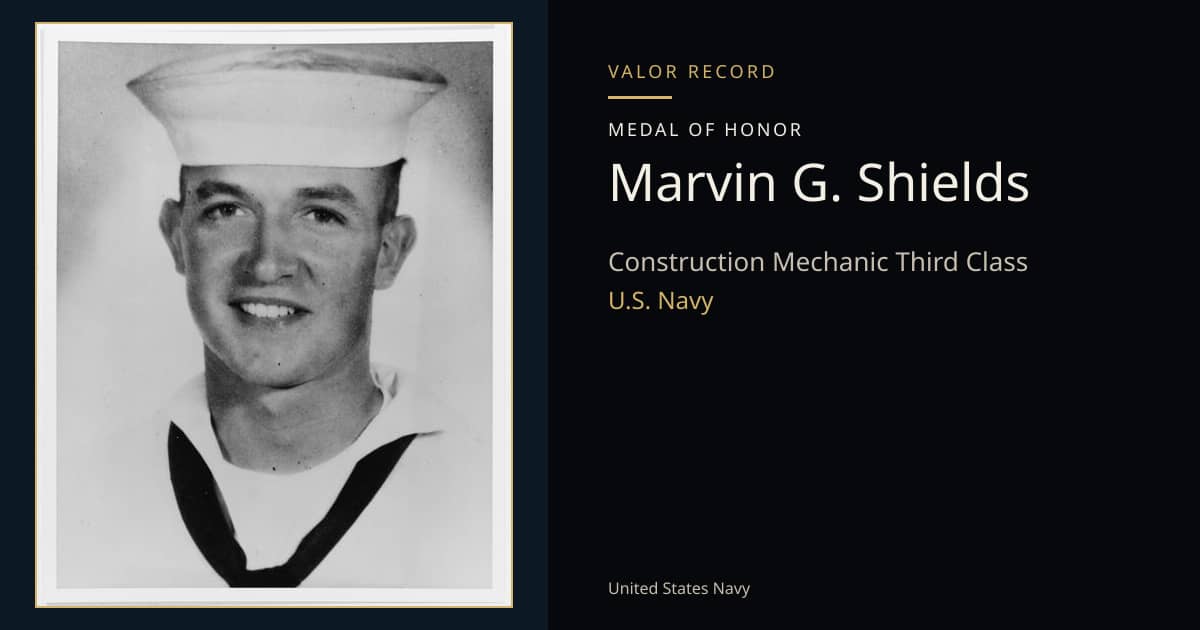 VALOR RECORD
MEDAL OF HONOR
Marvin G. Shields
Construction Mechanic Third Class
U.S. Navy
United States Navy